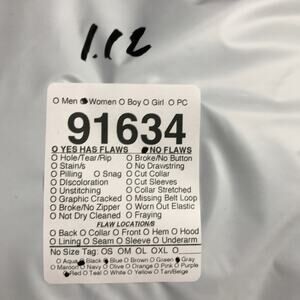 1.12
O Men Women O Boy O Girl O PC
91634
O YES HAS FLAWS NO FLAWS
O Hole/Tear/Rip O Broke/No Button
O Stain/s O No Drawstring
O Pilling O Snag O Cut Collar
O DIscoloration O Cut Sleeves
O Unstitching O Collar Stretched
O Graphic Cracked O Missing Belt Loop
O Broke/No Zipper O Worn Out Elastic
O Not Dry Cleaned O Fraying
FLAW LOCATION/S
O Back O Collar O Front O Hem O Hood
O Lining O Seam O Sleeve O Underarm
No Size Tag: OS OM OL OXL O
O Aqua Black Blue O Brown O Green Gray
O Maroon O Navy O Olive O Orange O Pink O Purple
Red O Teal O White O Yellow O Tan/Beige